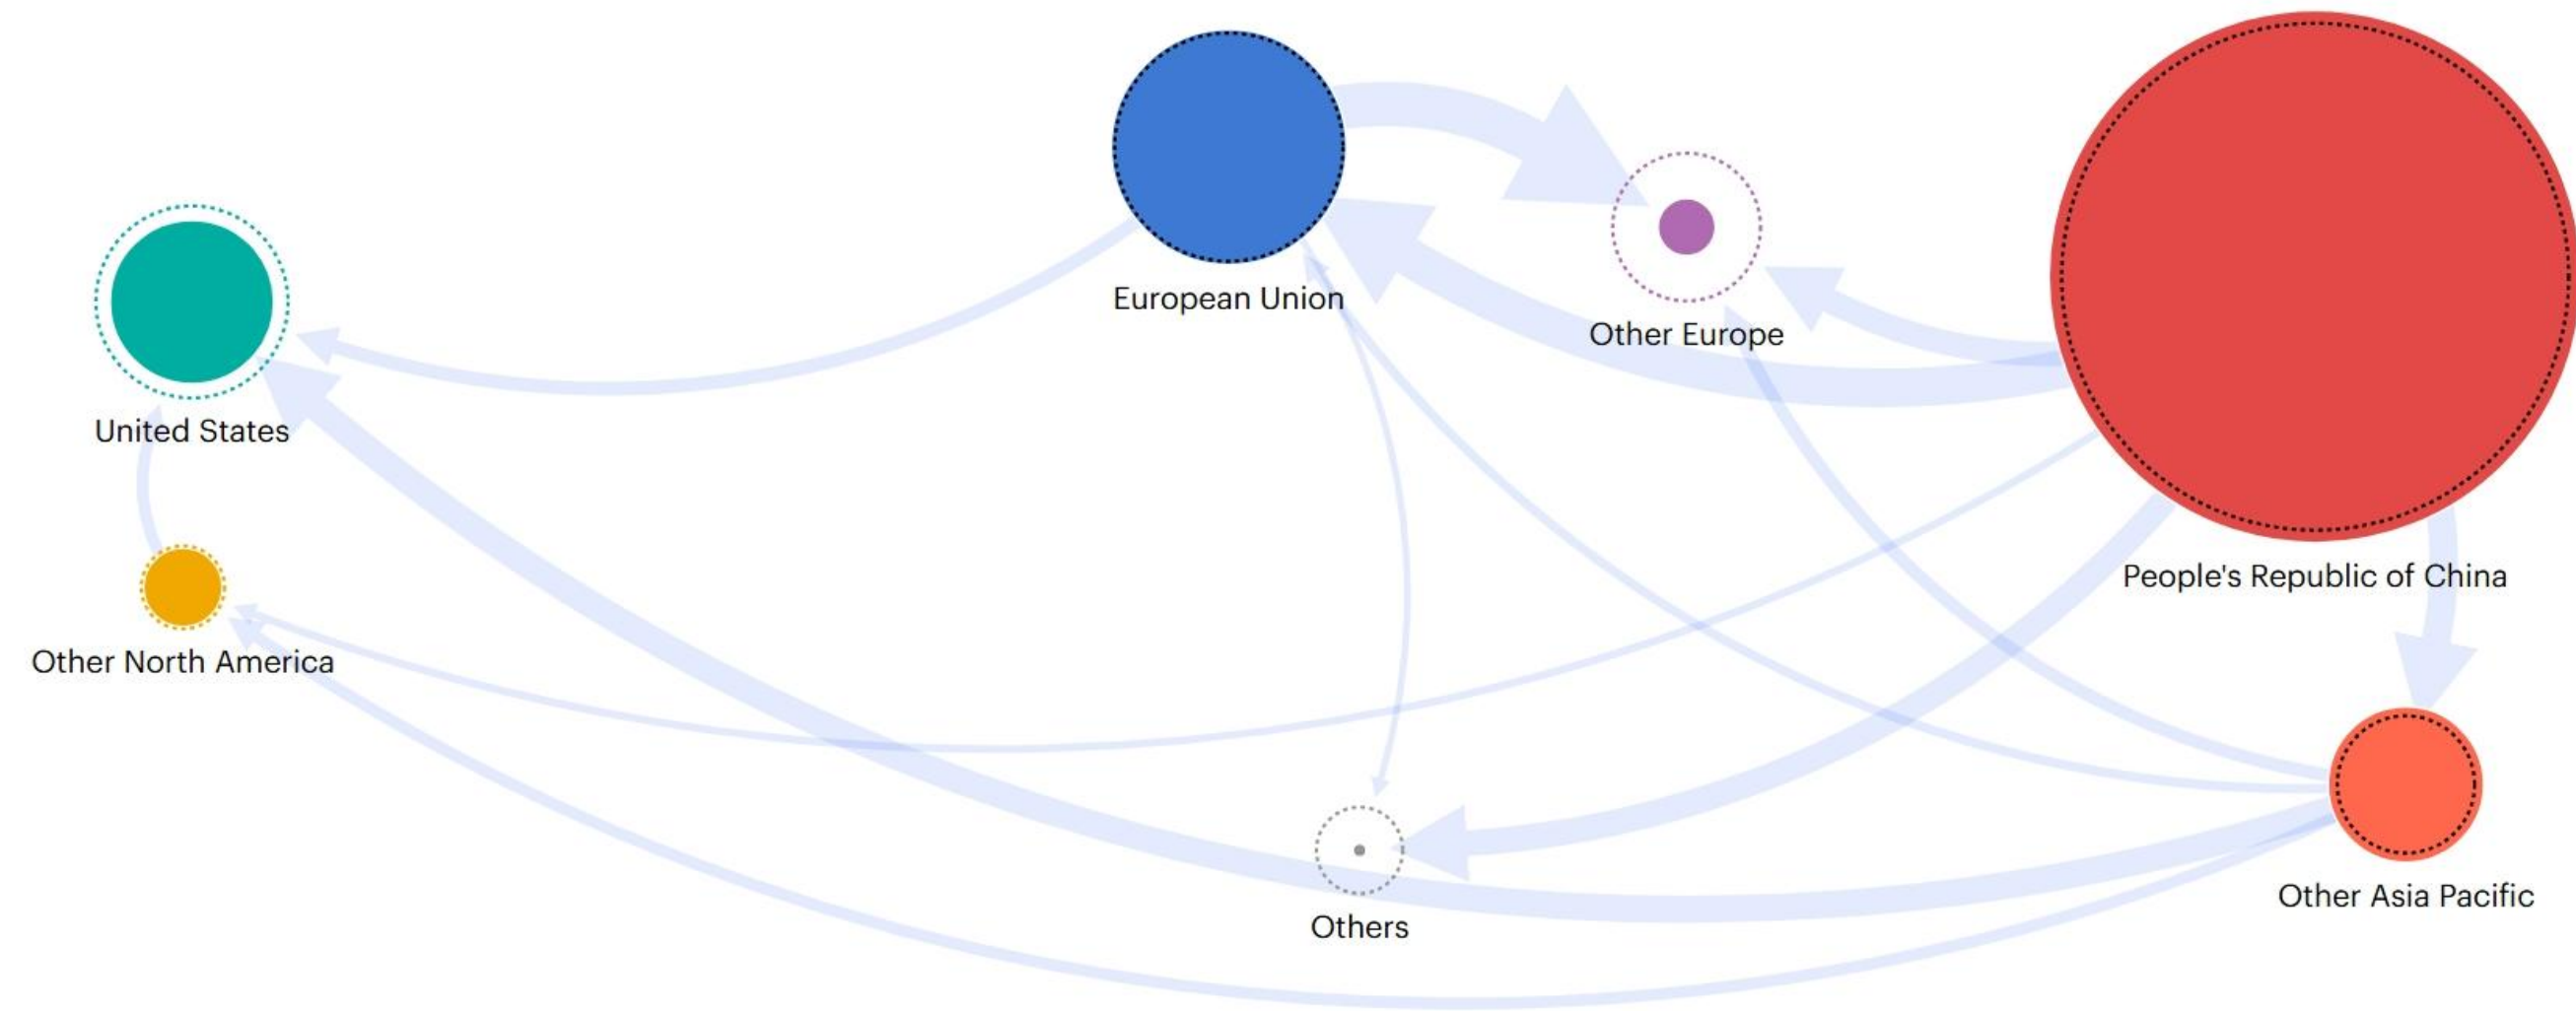 European Union
Other Europe
United States
People's Republic of China
Other North America
Other Asia Pacific
Others